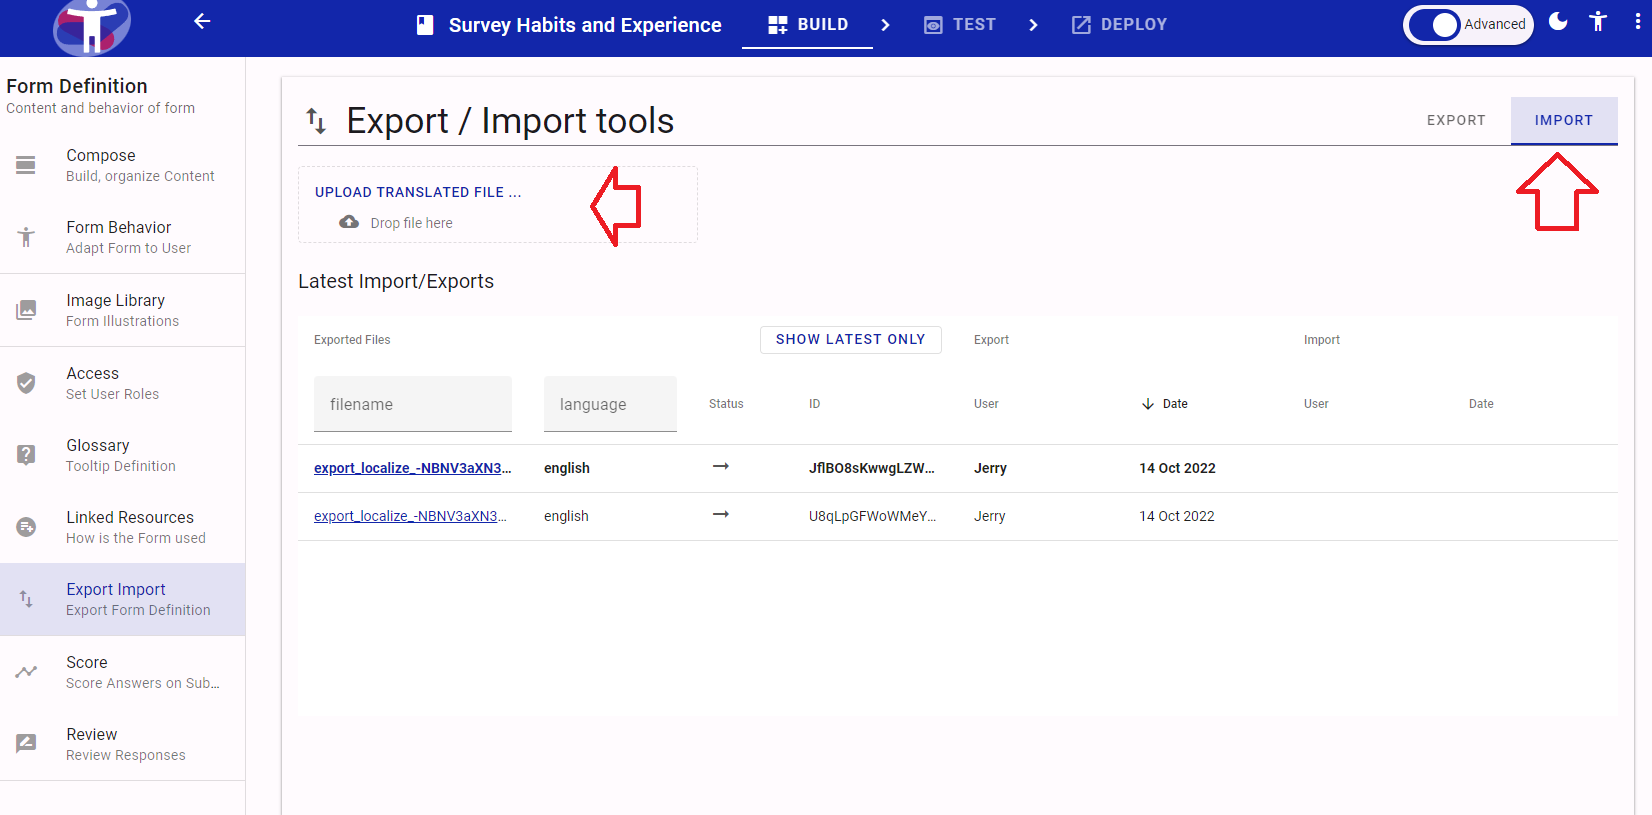 Survey Habits and Experience
BUILD
TEST
DEPLOY
Advanced
Form Definition
Content and behavior of form
Compose
Build, organize Content
Form Behavior
Adapt Form to User
Image Library
Form Illustrations
Access
Set User Roles
Glossary
Tooltip Definition
Linked Resources
How is the Form used
Export Import
Export Form Definition
Score
Score Answers on Sub...
Review
Review Responses
Export / Import tools
EXPORT
IMPORT
UPLOAD TRANSLATED FILE ...
Drop file here
Latest Import/Exports
Exported Files
SHOW LATEST ONLY
Export
Import
filename
language
Status
ID
User
Date
User
Date
export_localize_-NBNV3aXN3... english JflBO8sKwwgLZW... Jerry 14 Oct 2022
export_localize_-NBNV3aXN3... english U8qLpGFWoWMeY... Jerry 14 Oct 2022